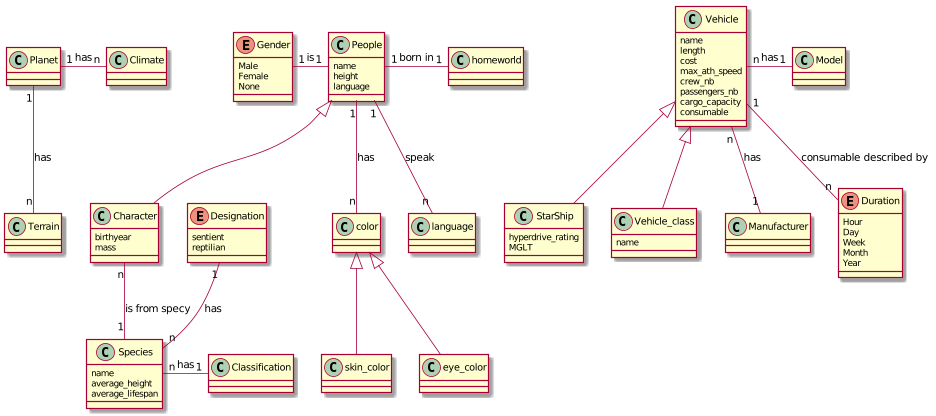 C Planet
1 has n
C Climate
E Gender
Male
Female
None
1 is 1
C People
name
height
language
1 born in 1
C homeworld
C Vehicle
name
length
cost
max_ath_speed
crew_nb
passengers_nb
cargo_capacity
consumable
n has 1
C Model
1
has
n
1
has
n
1
speak
n
n
has
1
1
consumable described by
n
C Terrain
C Character
birthyear
mass
E Designation
sentient
reptilian
C color
C language
C StarShip
hyperdrive_rating
MGLT
C Vehicle_class
name
C Manufacturer
E Duration
Hour
Day
Week
Month
Year
n
is from specy
1
1
has
n
C Species
name
average_height
average_lifespan
n has 1
C Classification
C skin_color
C eye_color